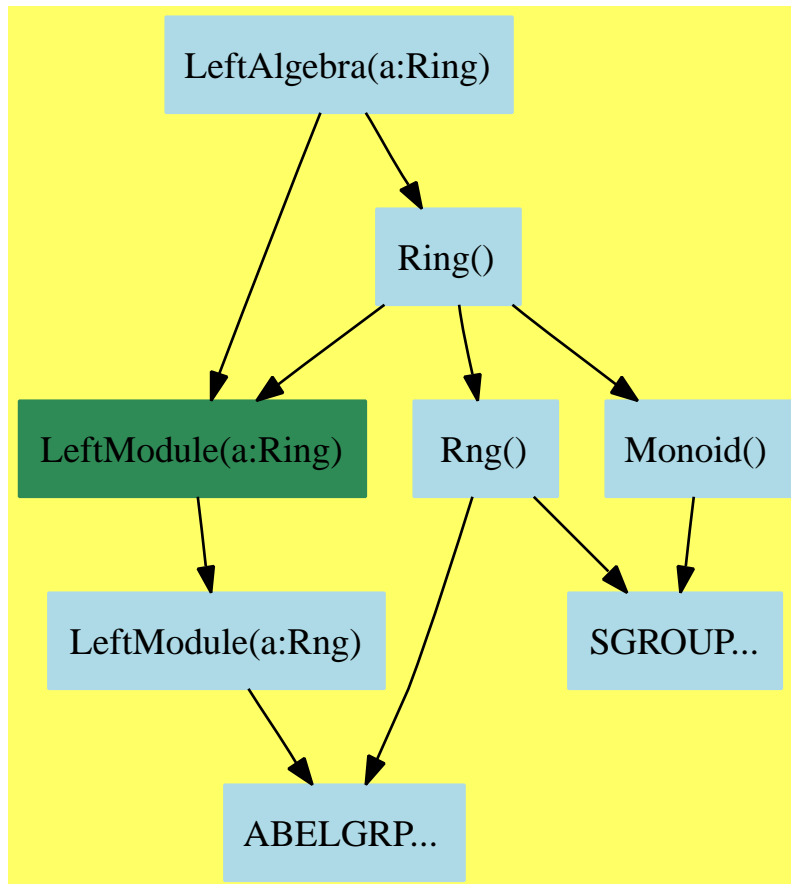 LeftAlgebra(a:Ring)
Ring()
LeftModule(a:Ring)
Rng()
Monoid()
LeftModule(a:Rng)
SGROUP...
ABELGRP...